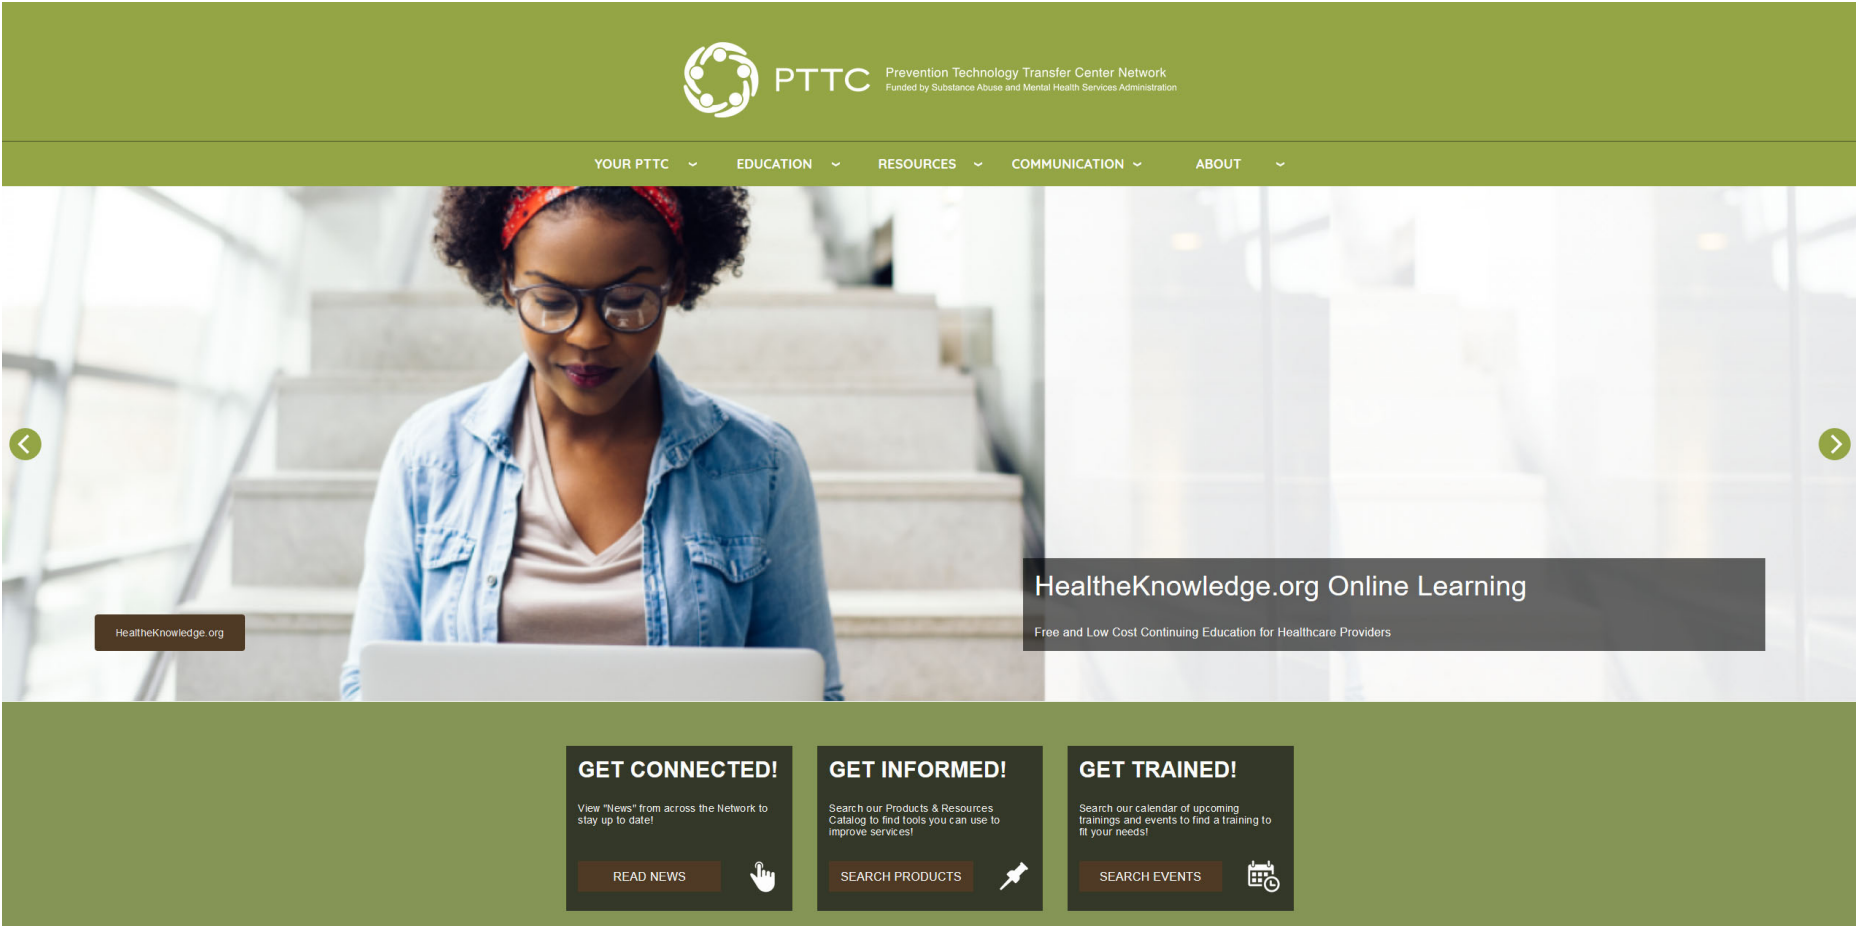 PTTC
Prevention Technology Transfer Center Network
Funded by Substance Abuse and Mental Health Services Administration
YOUR PTTC
EDUCATION
RESOURCES
COMMUNICATION
ABOUT
HealtheKnowledge.org Online Learning
Free and Low Cost Continuing Education for Healthcare Providers
HealtheKnowledge.org
GET CONNECTED!
View "News" from across the Network to
stay up to date!
READ NEWS
GET INFORMED!
Search our Products & Resources
Catalog to find tools you can use to
improve services!
SEARCH PRODUCTS
GET TRAINED!
Search our calendar of upcoming
trainings and events to find a training to
fit your needs!
SEARCH EVENTS